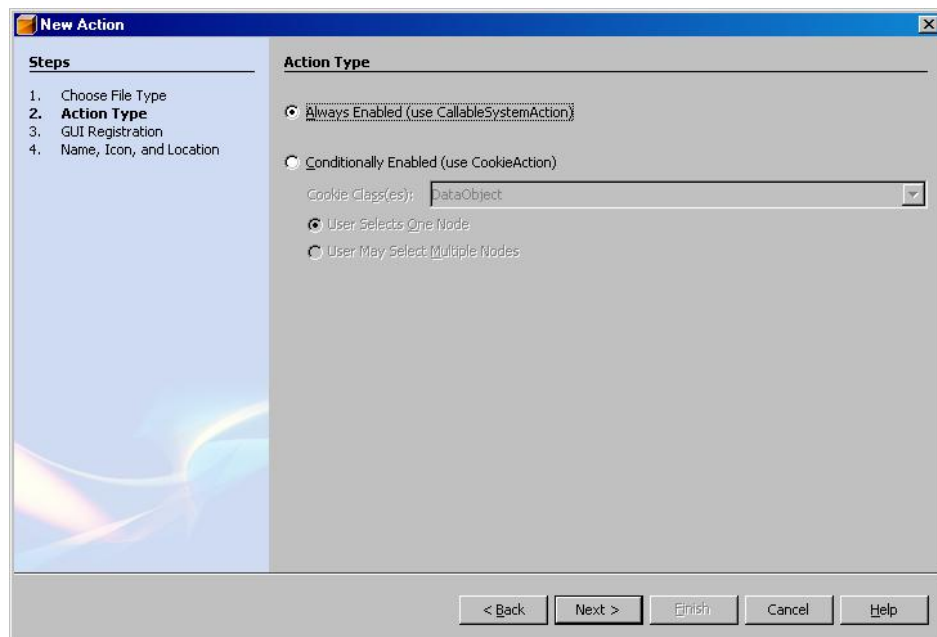 New Action
Steps
1. Choose File Type
2. Action Type
3. GUI Registration
4. Name, Icon, and Location
Action Type
Always Enabled (use CallableSystemAction)
Conditionally Enabled (use CookieAction)
Cookie Class(es): DataObject
User Selects One Node
User May Select Multiple Nodes
< Back Next > Finish Cancel Help